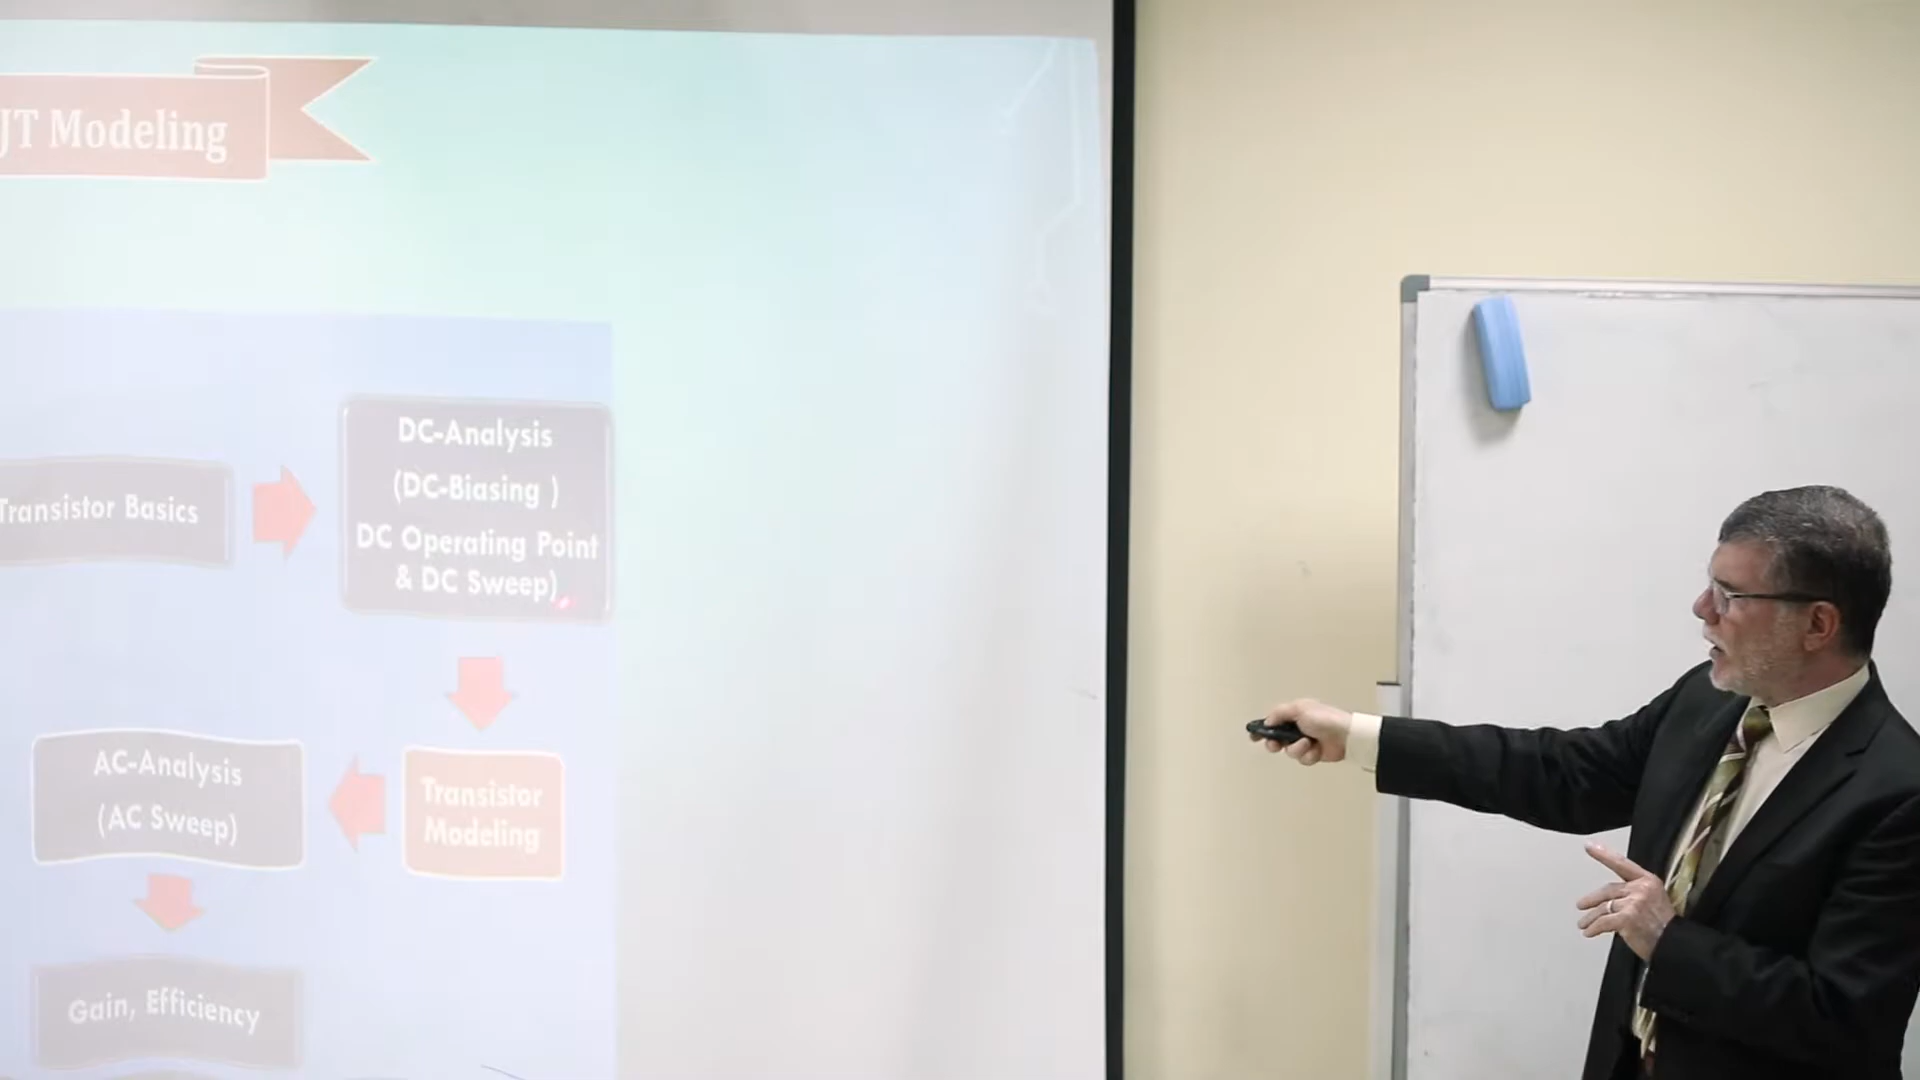 JT Modeling
Transistor Basics
DC-Analysis
(DC-Biasing )
DC Operating Point
& DC Sweep)
AC-Analysis
(AC Sweep)
Transistor
Modeling
Gain, Efficiency